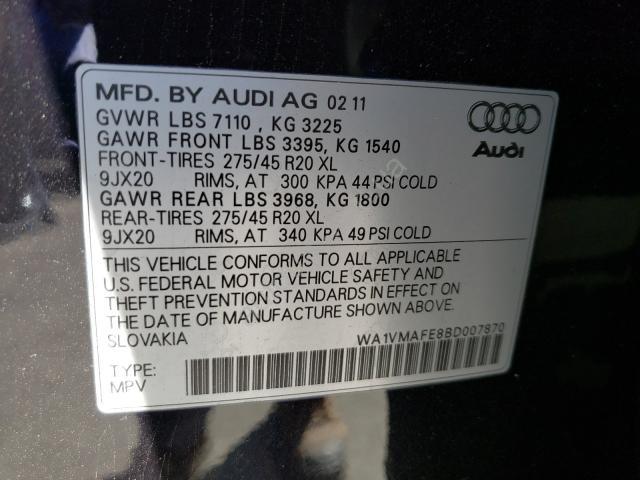 MFD. BY AUDI AG 02 11
GVWR LBS 7110 , KG 3225
GAWR FRONT LBS 3395, KG 1540
FRONT-TIRES 275/45 R20 XL
9JX20 RIMS, AT 300 KPA 44 PSI COLD
GAWR REAR LBS 3968, KG 1800
REAR-TIRES 275/45 R20 XL
9JX20 RIMS, AT 340 KPA 49 PSI COLD
Audi
THIS VEHICLE CONFORMS TO ALL APPLICABLE
U.S. FEDERAL MOTOR VEHICLE SAFETY AND
THEFT PREVENTION STANDARDS IN EFFECT
ON THE DATE OF MANUFACTURE SHOWN ABOVE.
SLOVAKIA
WA1VMAFE8BD007870
TYPE:
MPV